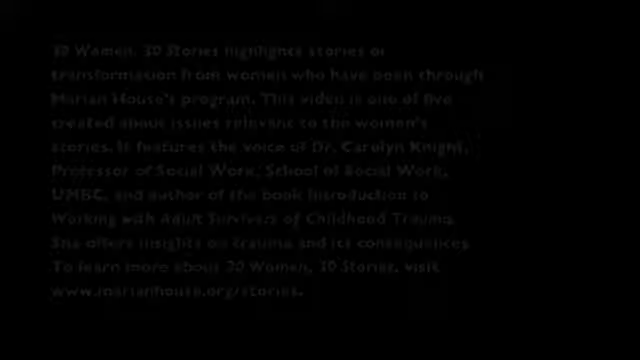 30 Women, 30 Stories highlights stories of
transformation from women who have been through
Marian House's program. This video is one of five
created about issues relevant to the women's
stories. It features the voice of Dr. Carolyn Knight,
Professor of Social Work, School of Social Work,
UMBC, and author of the book Introduction to
Working with Adult Survivors of Childhood Trauma.
She offers insights on trauma and its consequences.
To learn more about 30 Women, 30 Stories, visit
www.marianhouse.org/stories.